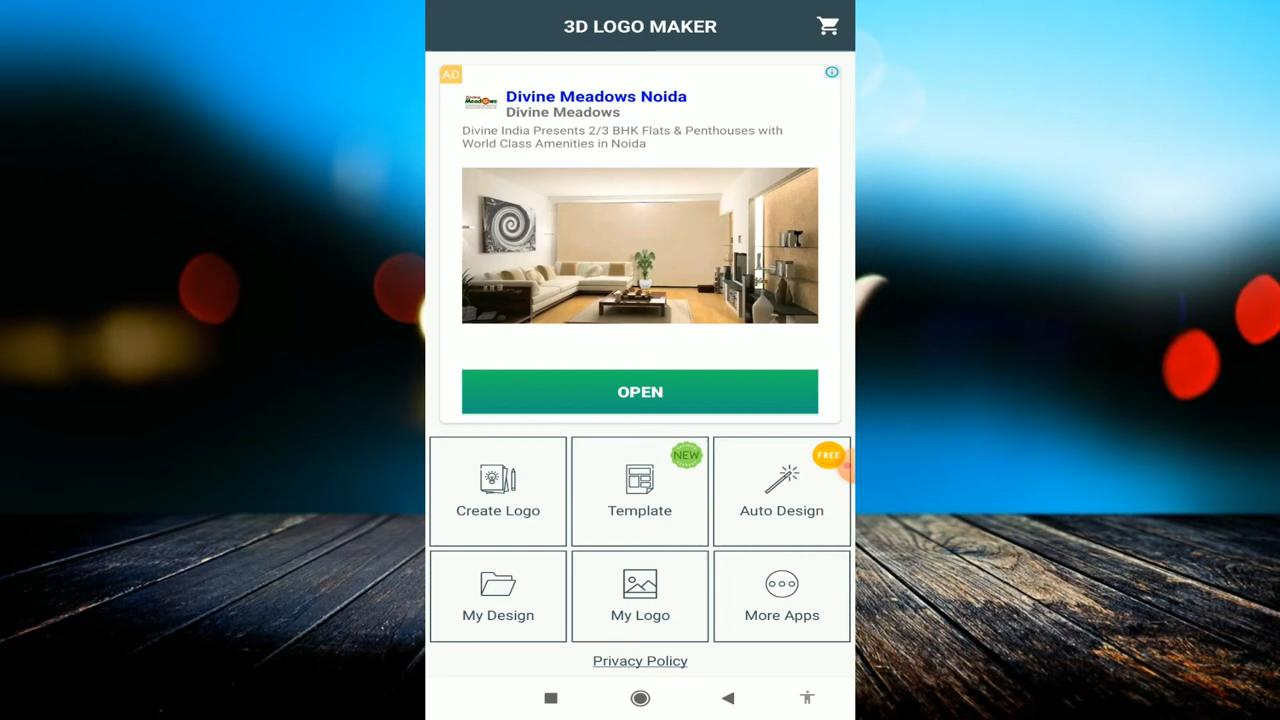 3D LOGO MAKER
AD
Divine Meadows Noida
Divine Meadows
Divine India Presents 2/3 BHK Flats & Penthouses with
World Class Amenities in Noida
OPEN
NEW
FREE
Create Logo
Template
Auto Design
My Design
My Logo
More Apps
Privacy Policy